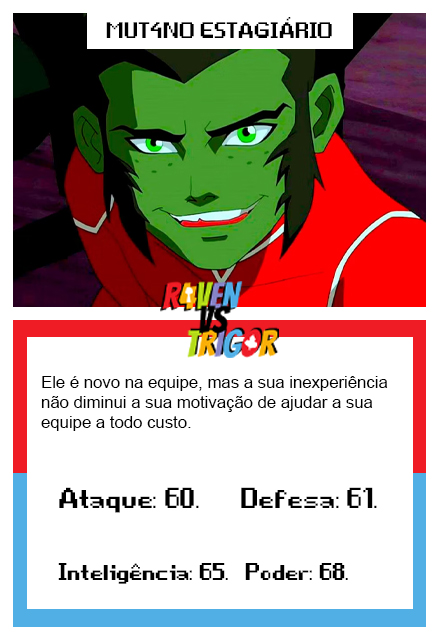 MUT4NO ESTAGIÁRIO
R4VEN
VS
TRIGOR
Ele é novo na equipe, mas a sua inexperiência
não diminui a sua motivação de ajudar a sua
equipe a todo custo.
Ataque: 60. Defesa: 61.
Inteligência: 65. Poder: 68.